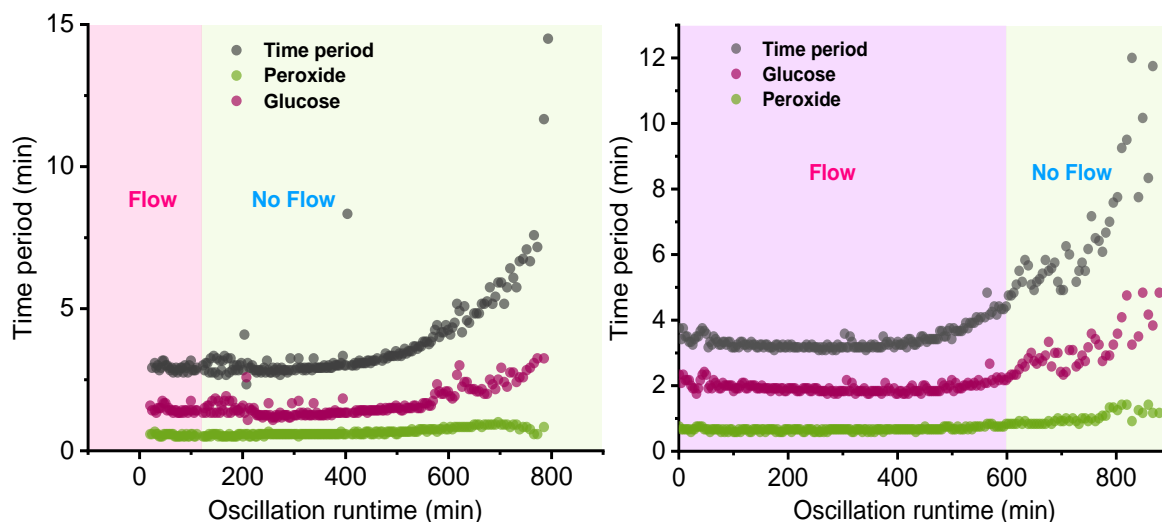 15
10
5
0
Time period (min)
Time period
Peroxide
Glucose
Flow
No Flow
0
200
400
600
800
Oscillation runtime (min)
12
10
8
6
4
2
0
Time period (min)
Time period
Glucose
Peroxide
Flow
No Flow
0
200
400
600
800
Oscillation runtime (min)